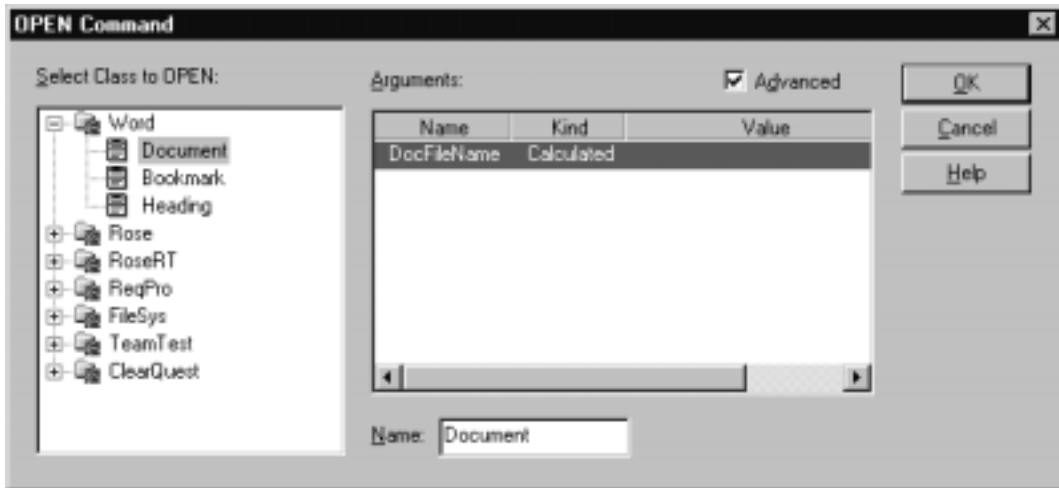 OPEN Command
Select Class to OPEN:
Word
Document
Bookmark
Heading
Rose
RoseRT
ReqPro
FileSys
TeamTest
ClearQuest
Arguments:
Advanced
Name Kind Value
DocFileName Calculated
Name: Document
OK
Cancel
Help